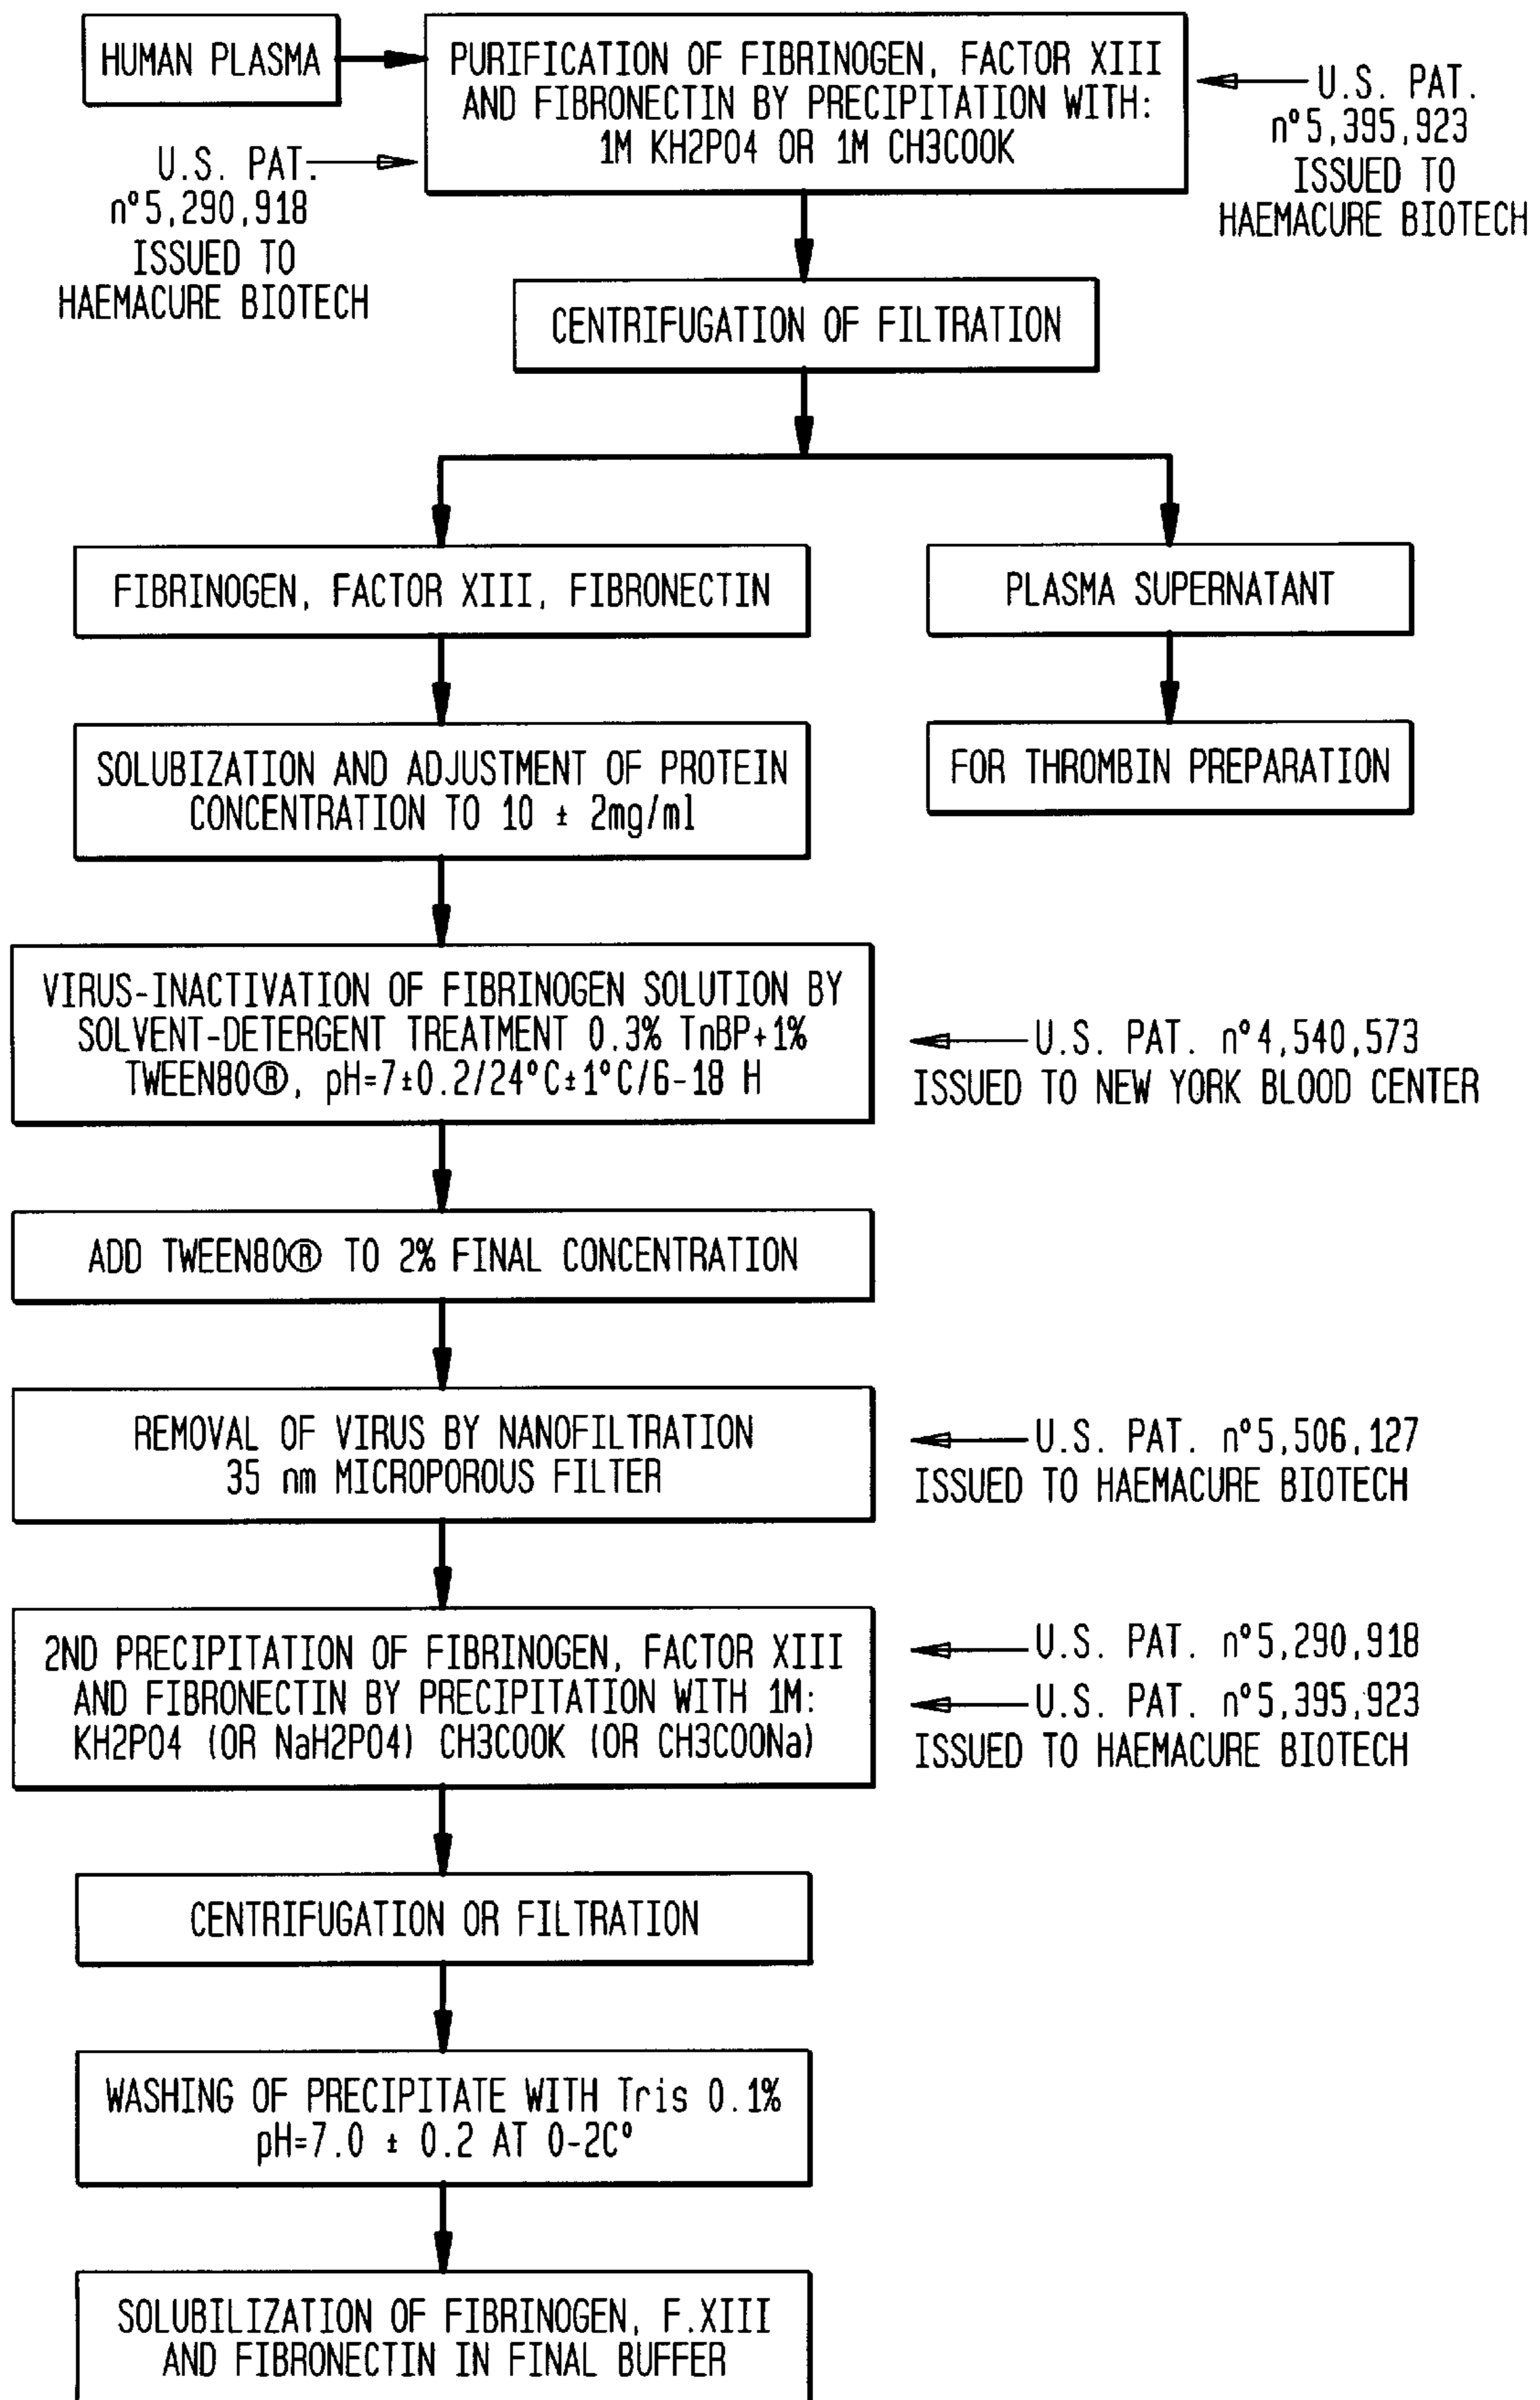 HUMAN PLASMA
PURIFICATION OF FIBRINOGEN, FACTOR XIII
AND FIBRONECTIN BY PRECIPITATION WITH:
1M KH2PO4 OR 1M CH3COOK
U.S. PAT.
n°5,395,923
ISSUED TO
HAEMACURE BIOTECH
U.S. PAT.
n°5,290,918
ISSUED TO
HAEMACURE BIOTECH
CENTRIFUGATION OF FILTRATION
FIBRINOGEN, FACTOR XIII, FIBRONECTIN
PLASMA SUPERNATANT
SOLUBIZATION AND ADJUSTMENT OF PROTEIN
CONCENTRATION TO 10 ± 2mg/ml
FOR THROMBIN PREPARATION
VIRUS-INACTIVATION OF FIBRINOGEN SOLUTION BY
SOLVENT-DETERGENT TREATMENT 0.3% TnBP+1%
TWEEN80®, pH=7±0.2/24°C±1°C/6-18 H
U.S. PAT. n°4,540,573
ISSUED TO NEW YORK BLOOD CENTER
ADD TWEEN80® TO 2% FINAL CONCENTRATION
REMOVAL OF VIRUS BY NANOFILTRATION
35 nm MICROPOROUS FILTER
U.S. PAT. n°5,506,127
ISSUED TO HAEMACURE BIOTECH
2ND PRECIPITATION OF FIBRINOGEN, FACTOR XIII
AND FIBRONECTIN BY PRECIPITATION WITH 1M:
KH2PO4 (OR NaH2PO4) CH3COOK (OR CH3COONa)
U.S. PAT. n°5,290,918
U.S. PAT. n°5,395,923
ISSUED TO HAEMACURE BIOTECH
CENTRIFUGATION OR FILTRATION
WASHING OF PRECIPITATE WITH Tris 0.1%
pH=7.0 ± 0.2 AT 0-2C°
SOLUBILIZATION OF FIBRINOGEN, F.XIII
AND FIBRONECTIN IN FINAL BUFFER